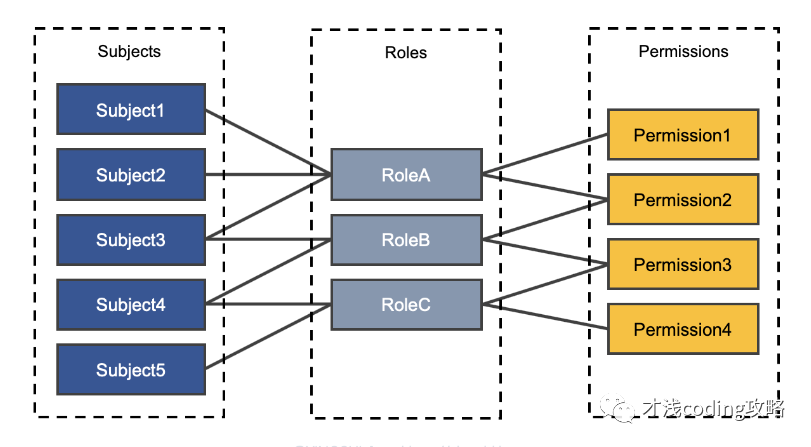 Subjects
Roles
Permissions
Subject1
Subject2
Subject3
Subject4
Subject5
RoleA
RoleB
RoleC
Permission1
Permission2
Permission3
Permission4
才浅coding攻略